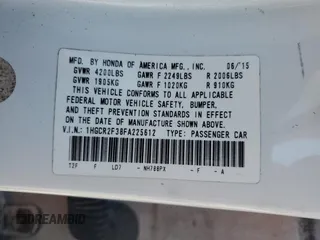 MFD. BY HONDA OF AMERICA MFG., INC. 06/15
GVWR 4200LBS GAWR F 2249LBS R 2006LBS
GVWR 1905KG GAWR F 1020KG R 910KG
THIS VEHICLE CONFORMS TO ALL APPLICABLE
FEDERAL MOTOR VEHICLE SAFETY, BUMPER,
AND THEFT PREVENTION STANDARDS IN EFFECT
ON THE DATE OF MANUFACTURE SHOWN ABOVE.
V.I.N.: 1HGCR2F38FA225612 TYPE: PASSENGER CAR
F L07 - NH788PX - F - A
DREAMBID